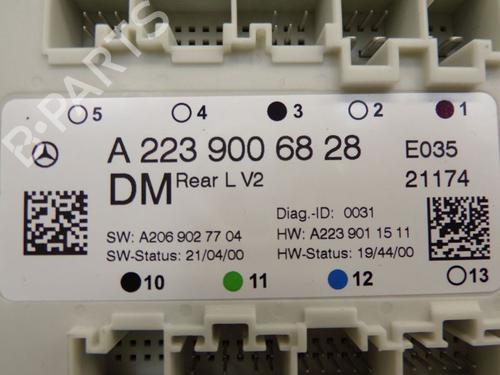 5 4 3 2 1
A 223 900 68 28 E035
DM Rear L V2 21174
Diag.-ID: 0031
SW: A206 902 77 04 HW: A223 901 15 11
SW-Status: 21/04/00 HW-Status: 19/44/00
10 11 12 13
B-PARTS